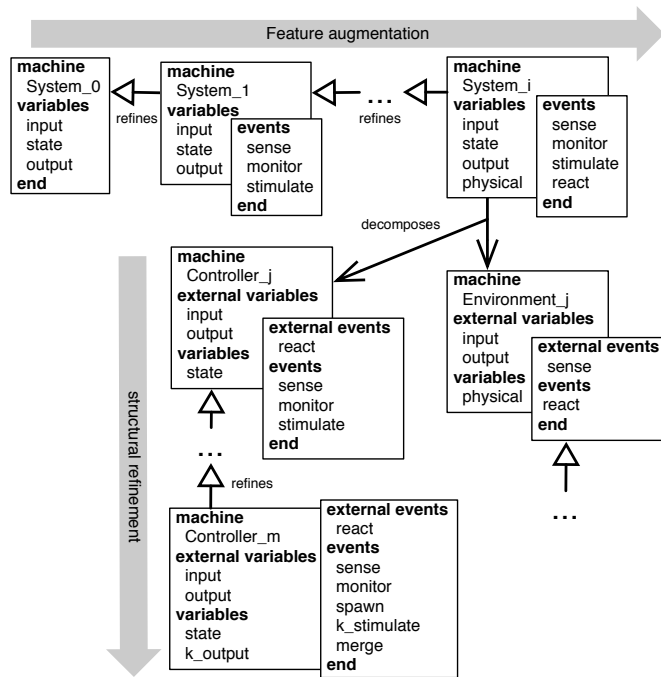 Feature augmentation
machine
System_0
variables
input
state
output
end
refines
machine
System_1
variables
input
state
output
events
sense
monitor
stimulate
end
...
refines
machine
System_i
variables
input
state
output
physical
events
sense
monitor
stimulate
react
end
decomposes
structural refinement
machine
Controller_j
external variables
input
output
variables
state
external events
react
events
sense
monitor
stimulate
end
machine
Environment_j
external variables
input
output
variables
physical
external events
sense
events
react
end
...
refines
...
machine
Controller_m
external variables
input
output
variables
state
k_output
external events
react
events
sense
monitor
spawn
k_stimulate
merge
end